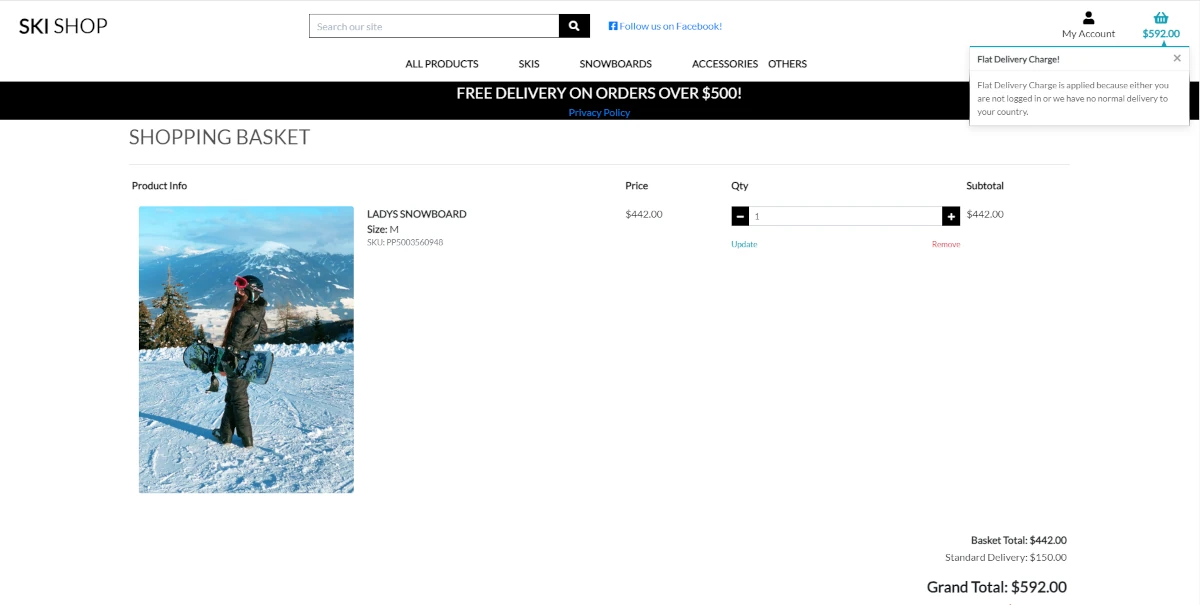 SKI SHOP
Search our site
Follow us on Facebook!
My Account
$592.00
ALL PRODUCTS SKIS SNOWBOARDS ACCESSORIES OTHERS
Flat Delivery Charge!
Flat Delivery Charge is applied because either you
are not logged in or we have no normal delivery to
your country.
FREE DELIVERY ON ORDERS OVER $500!
Privacy Policy
SHOPPING BASKET
Product Info Price Qty Subtotal
LADYS SNOWBOARD $442.00 1 $442.00
Size: M
SKU: PP5003560948
Update Remove
Basket Total: $442.00
Standard Delivery: $150.00
Grand Total: $592.00